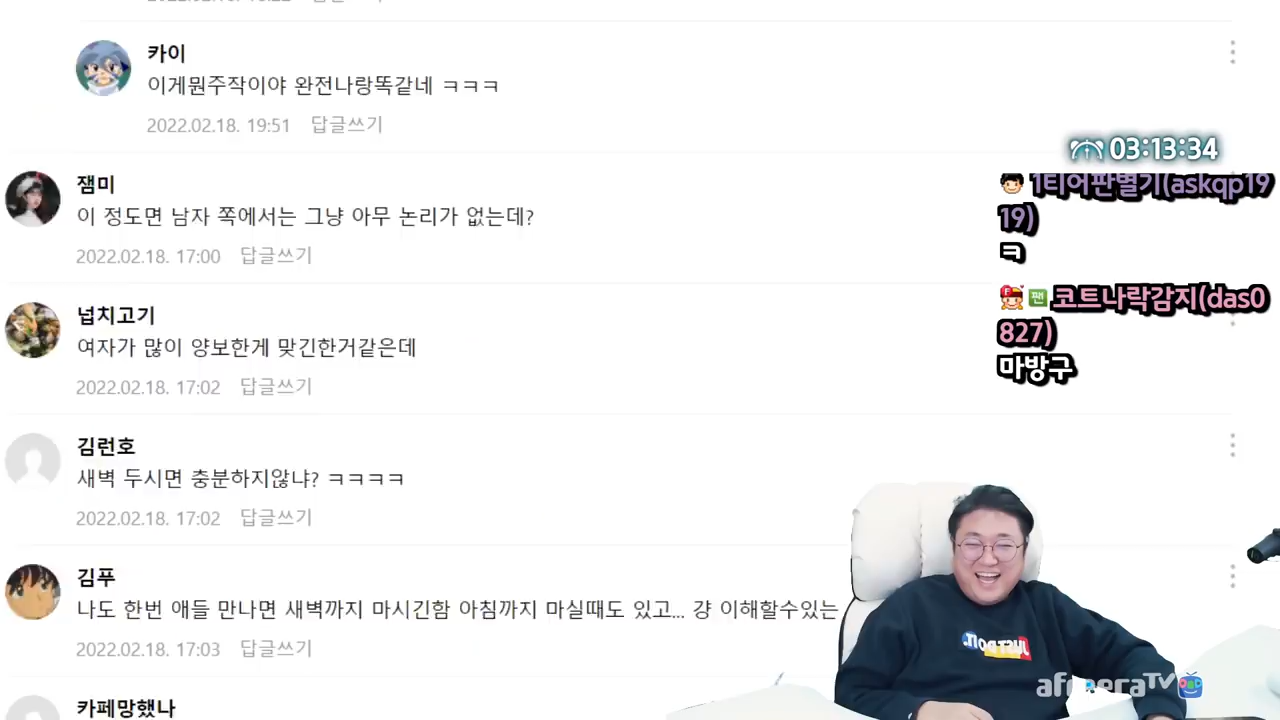 카이
이게뭔주작이야 완전나랑똑같네 ㅋㅋㅋ
2022.02.18. 19:51 답글쓰기
잼미
이 정도면 남자 쪽에서는 그냥 아무 논리가 없는데?
2022.02.18. 17:00 답글쓰기
넙치고기
여자가 많이 양보한게 맞긴한거같은데
2022.02.18. 17:02 답글쓰기
김런호
새벽 두시면 충분하지않냐? ㅋㅋㅋㅋ
2022.02.18. 17:02 답글쓰기
김푸
나도 한번 애들 만나면 새벽까지 마시긴함 아침까지 마실때도 있고... 걍 이해할수있는
2022.02.18. 17:03 답글쓰기
카페망했나
03:13:34
1티어판별기(askqp19
19)
ㅋ
팬 코트나락감지(das0
827)
마방구
JUST DON.
afreecaTV